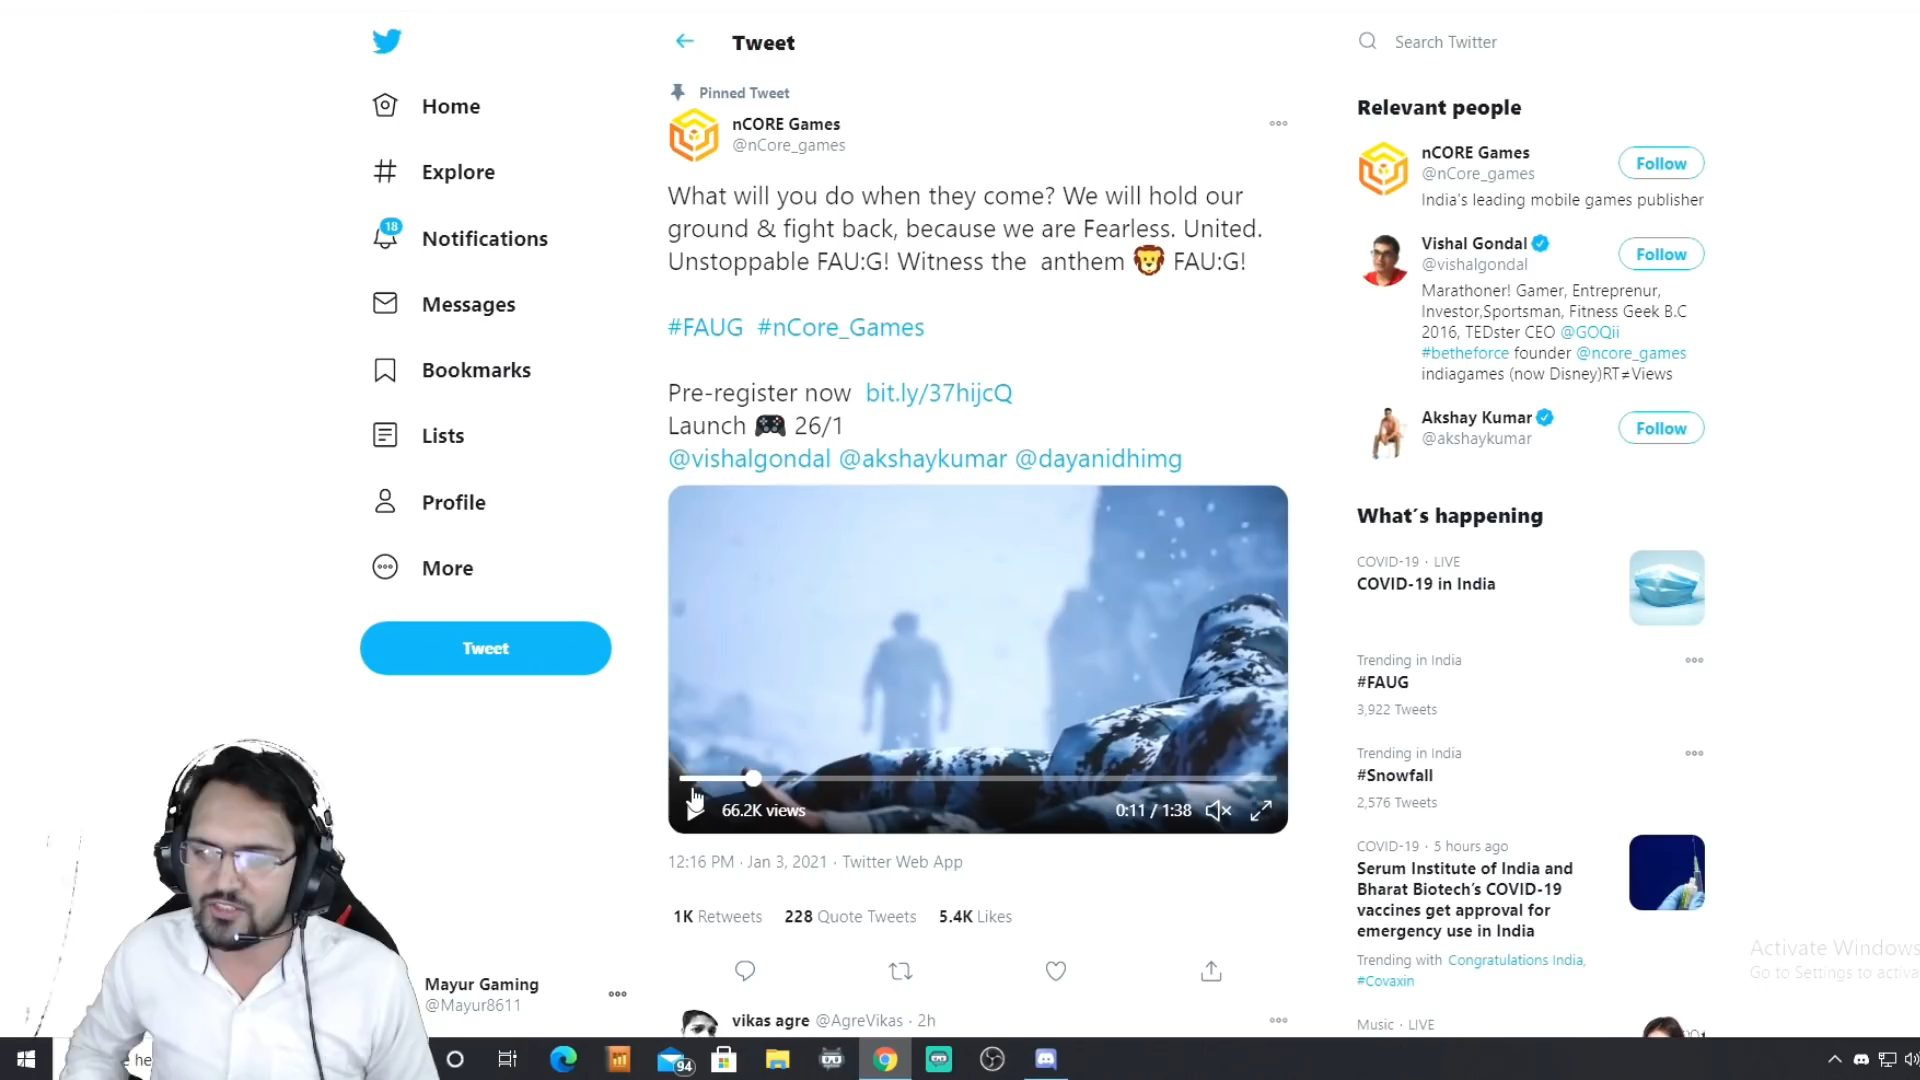 Home
Explore
18
Notifications
Messages
Bookmarks
Lists
Profile
More
Tweet
Mayur Gaming
@Mayur8611
Tweet
Pinned Tweet
nCORE Games
@nCore_games
What will you do when they come? We will hold our
ground & fight back, because we are Fearless. United.
Unstoppable FAU:G! Witness the anthem 🦁 FAU:G!
#FAUG #nCore_Games
Pre-register now bit.ly/37hijcQ
Launch 🎮 26/1
@vishalgondal @akshaykumar @dayanidhimg
66.2K views
0:11 / 1:38
12:16 PM · Jan 3, 2021 · Twitter Web App
1K Retweets 228 Quote Tweets 5.4K Likes
vikas agre @AgreVikas · 2h
Search Twitter
Relevant people
nCORE Games
@nCore_games
Follow
India's leading mobile games publisher
Vishal Gondal
@vishalgondal
Follow
Marathoner! Gamer, Entreprenur,
Investor,Sportsman, Fitness Geek B.C
2016, TEDster CEO @GOQii
#betheforce founder @ncore_games
indiagames (now Disney)RT≠Views
Akshay Kumar
@akshaykumar
Follow
What's happening
COVID-19 · LIVE
COVID-19 in India
Trending in India
#FAUG
3,922 Tweets
Trending in India
#Snowfall
2,576 Tweets
COVID-19 · 5 hours ago
Serum Institute of India and
Bharat Biotech's COVID-19
vaccines get approval for
emergency use in India
Trending with Congratulations India,
#Covaxin
Music · LIVE
Activate Windows
Go to Settings to activa
he
94